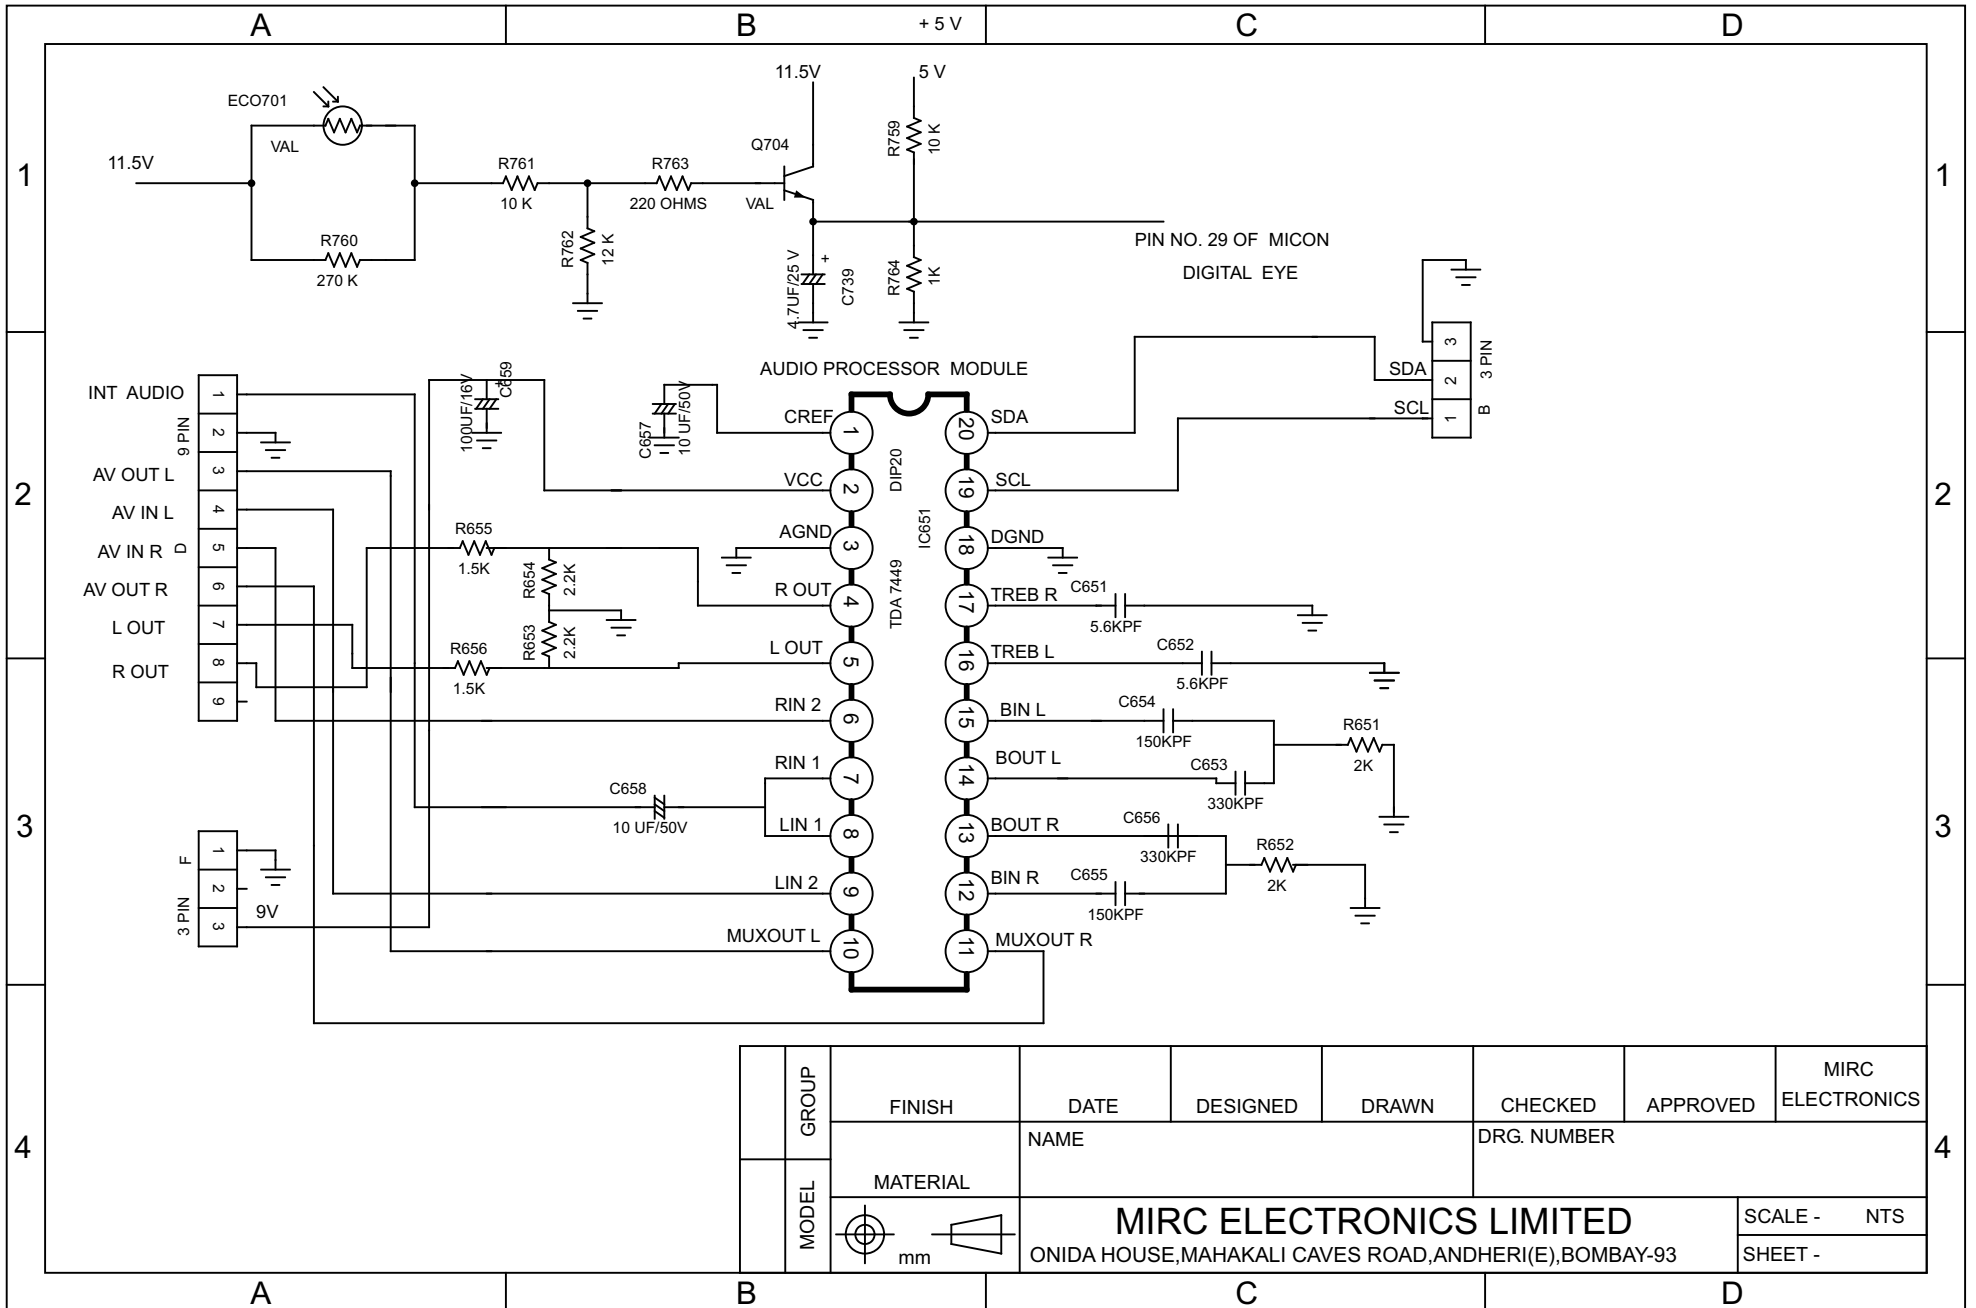 A
B
+ 5 V
C
D
1
1
ECO701
VAL
11.5V
R760
270 K
R761
10 K
R762
12 K
R763
220 OHMS
11.5V
Q704
VAL
5 V
R759
10 K
4.7UF/25 V
+
C739
R764
1K
PIN NO. 29 OF MICON
DIGITAL EYE
2
2
AUDIO PROCESSOR MODULE
INT AUDIO
AV OUT L
AV IN L
AV IN R
AV OUT R
L OUT
R OUT
9 PIN
D
1
2
3
4
5
6
7
8
9
100UF/16V
+
C659
C657
10 UF/50V
R655
1.5K
R654
2.2K
R653
2.2K
R656
1.5K
CREF
VCC
AGND
R OUT
L OUT
RIN 2
RIN 1
LIN 1
LIN 2
MUXOUT L
1
2
3
4
5
6
7
8
9
10
DIP20
IC651
TDA 7449
20
19
18
17
16
15
14
13
12
11
SDA
SCL
DGND
TREB R
TREB L
BIN L
BOUT L
BOUT R
BIN R
MUXOUT R
SDA
SCL
3
2
1
3 PIN
B
C651
5.6KPF
C652
5.6KPF
C654
150KPF
C653
330KPF
R651
2K
C656
330KPF
C655
150KPF
R652
2K
3
3
C658
10 UF/50V
F
3 PIN
1
2
3
9V
4
4
GROUP
MODEL
FINISH
MATERIAL
mm
DATE
DESIGNED
DRAWN
CHECKED
APPROVED
MIRC
ELECTRONICS
NAME
DRG. NUMBER
MIRC ELECTRONICS LIMITED
ONIDA HOUSE,MAHAKALI CAVES ROAD,ANDHERI(E),BOMBAY-93
SCALE - NTS
SHEET -
A
B
C
D